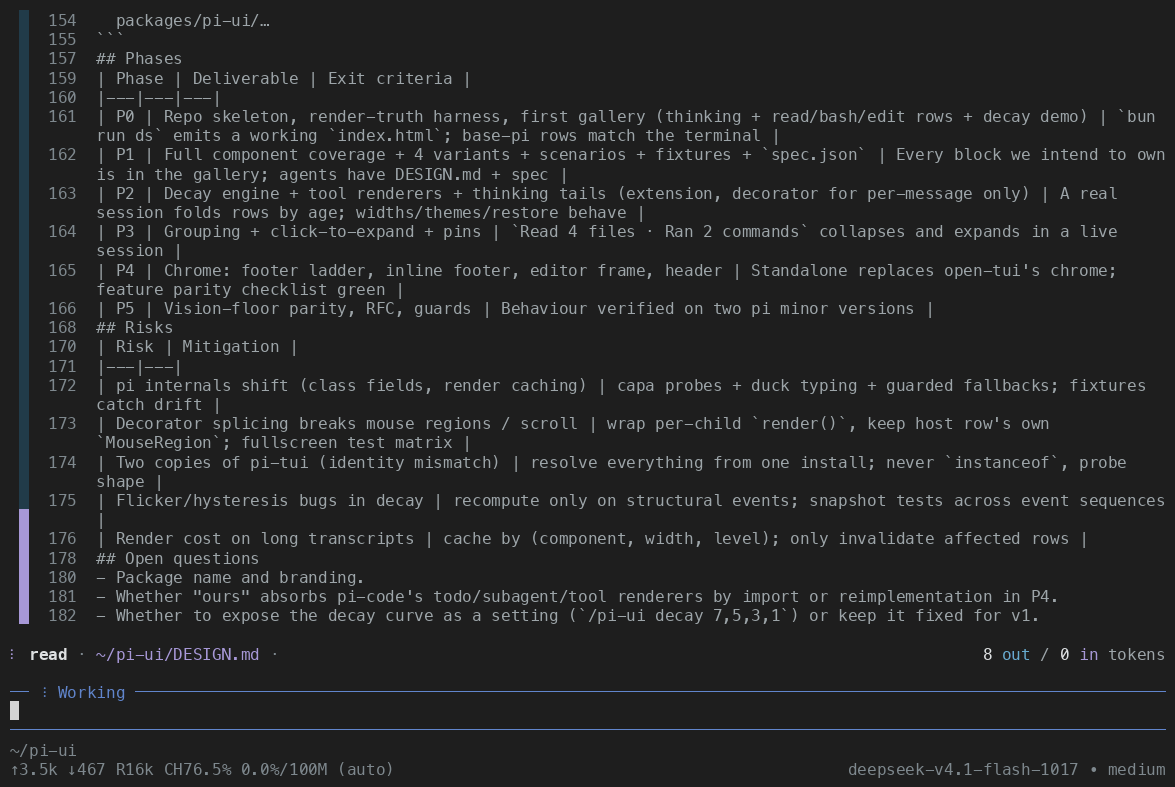 154    packages/pi-ui/…
155  ```
157  ## Phases
159  | Phase | Deliverable | Exit criteria |
160  |---|---|---|
161  | P0 | Repo skeleton, render-truth harness, first gallery (thinking + read/bash/edit rows + decay demo) | `bun
run ds` emits a working `index.html`; base-pi rows match the terminal |
162  | P1 | Full component coverage + 4 variants + scenarios + fixtures + `spec.json` | Every block we intend to own
is in the gallery; agents have DESIGN.md + spec |
163  | P2 | Decay engine + tool renderers + thinking tails (extension, decorator for per-message only) | A real
session folds rows by age; widths/themes/restore behave |
164  | P3 | Grouping + click-to-expand + pins | `Read 4 files · Ran 2 commands` collapses and expands in a live
session |
165  | P4 | Chrome: footer ladder, inline footer, editor frame, header | Standalone replaces open-tui's chrome;
feature parity checklist green |
166  | P5 | Vision-floor parity, RFC, guards | Behaviour verified on two pi minor versions |
168  ## Risks
170  | Risk | Mitigation |
171  |---|---|
172  | pi internals shift (class fields, render caching) | capa probes + duck typing + guarded fallbacks; fixtures
catch drift |
173  | Decorator splicing breaks mouse regions / scroll | wrap per-child `render()`, keep host row's own
`MouseRegion`; fullscreen test matrix |
174  | Two copies of pi-tui (identity mismatch) | resolve everything from one install; never `instanceof`, probe
shape |
175  | Flicker/hysteresis bugs in decay | recompute only on structural events; snapshot tests across event sequences
|
176  | Render cost on long transcripts | cache by (component, width, level); only invalidate affected rows |
178  ## Open questions
180  - Package name and branding.
181  - Whether "ours" absorbs pi-code's todo/subagent/tool renderers by import or reimplementation in P4.
182  - Whether to expose the decay curve as a setting (`/pi-ui decay 7,5,3,1`) or keep it fixed for v1.
⁝ read · ~/pi-ui/DESIGN.md · 8 out / 0 in tokens
── ⁝ Working
~/pi-ui
↑3.5k ↓467 R16k CH76.5% 0.0%/100M (auto) deepseek-v4.1-flash-1017 • medium